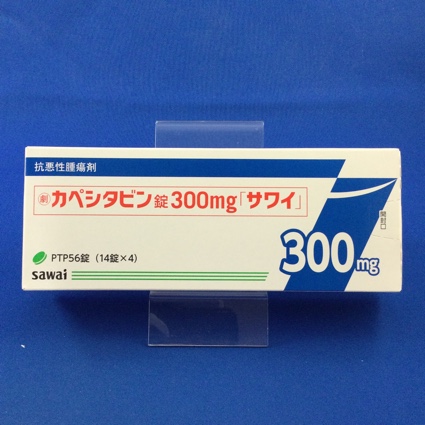 抗悪性腫瘍剤
劇 カペシタビン錠300mg「サワイ」
開封口
300mg
PTP56錠（14錠×4）
sawai